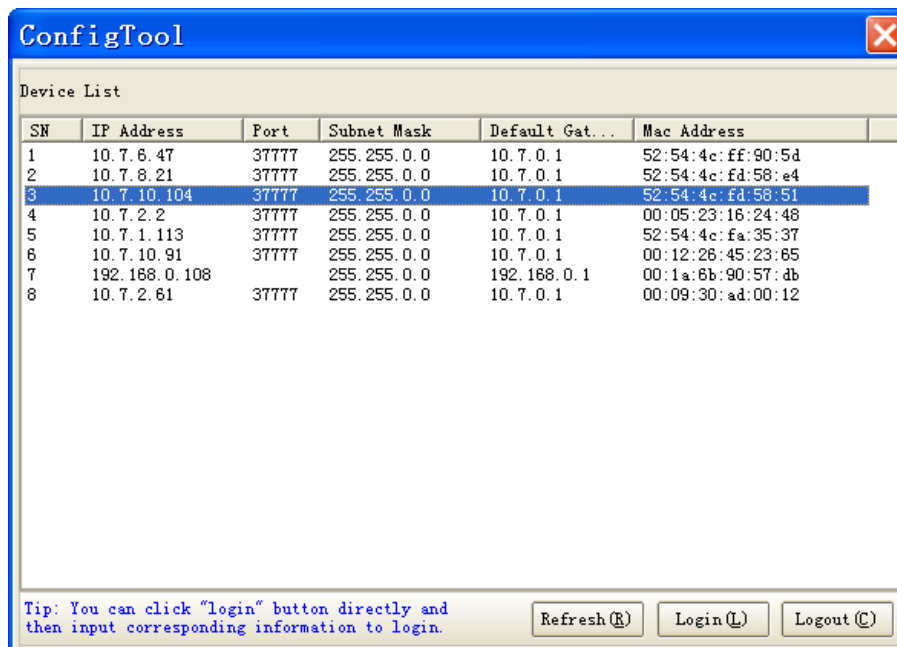 ConfigTool
Device List
SN IP Address Port Subnet Mask Default Gat... Mac Address
1 10.7.6.47 37777 255.255.0.0 10.7.0.1 52:54:4c:ff:90:5d
2 10.7.8.21 37777 255.255.0.0 10.7.0.1 52:54:4c:fd:58:e4
3 10.7.10.104 37777 255.255.0.0 10.7.0.1 52:54:4c:fd:58:51
4 10.7.2.2 37777 255.255.0.0 10.7.0.1 00:05:23:16:24:48
5 10.7.1.113 37777 255.255.0.0 10.7.0.1 52:54:4c:fa:35:37
6 10.7.10.91 37777 255.255.0.0 10.7.0.1 00:12:26:45:23:65
7 192.168.0.108 255.255.0.0 192.168.0.1 00:1a:6b:90:57:db
8 10.7.2.61 37777 255.255.0.0 10.7.0.1 00:09:30:ad:00:12
Tip: You can click "login" button directly and
then input corresponding information to login.
Refresh(R) Login(L) Logout(C)